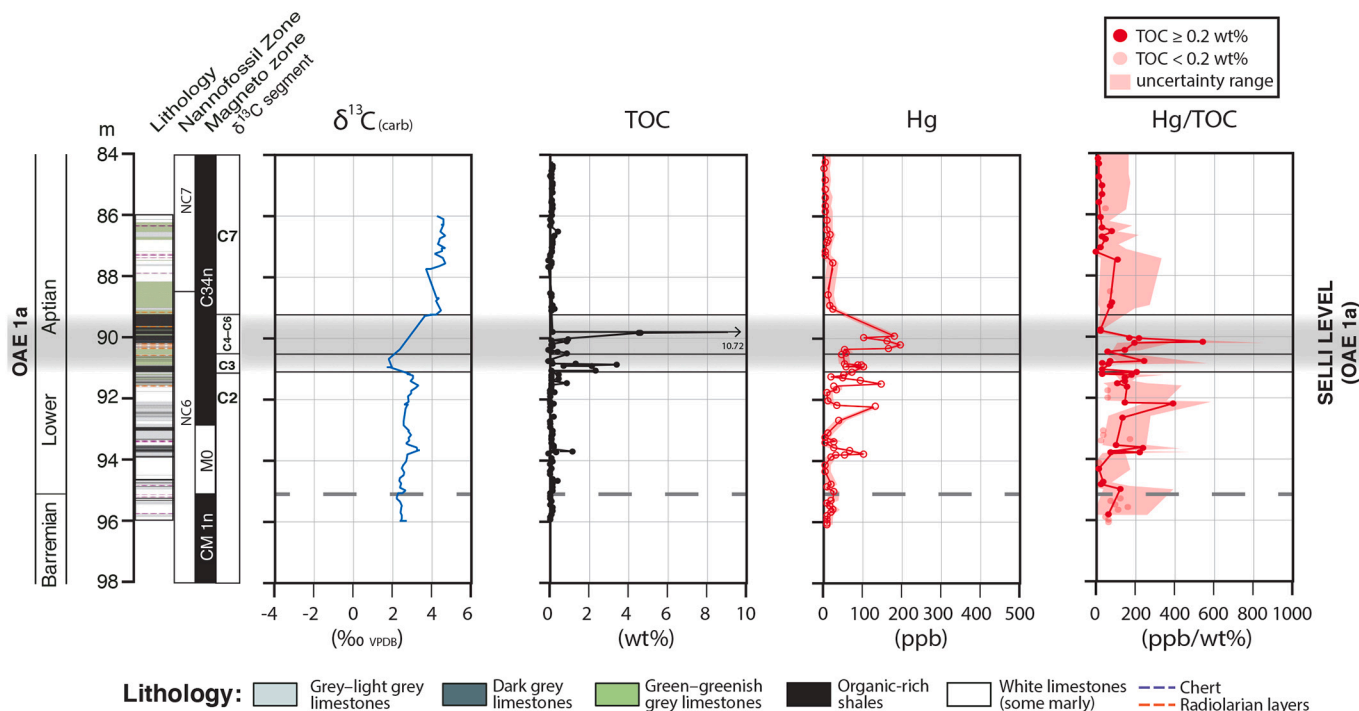 TOC ≥ 0.2 wt%
TOC < 0.2 wt%
uncertainty range
Lithology
Nannofossil Zone
Magneto zone
δ13C segment
m
δ13C (carb)
TOC
Hg
Hg/TOC
84
86
88
90
92
94
96
98
OAE 1a
Aptian
Lower
Barremian
NC7
NC6
C34n
M0
CM 1n
C7
C4–C6
C3
C2
10.72
SELLI LEVEL
(OAE 1a)
-4 -2 0 2 4 6
(‰ VPDB)
0 2 4 6 8 10
(wt%)
0 100 200 300 400 500
(ppb)
0 200 400 600 800 1000
(ppb/wt%)
Lithology:
Grey–light grey
limestones
Dark grey
limestones
Green–greenish
grey limestones
Organic-rich
shales
White limestones
(some marly)
Chert
Radiolarian layers